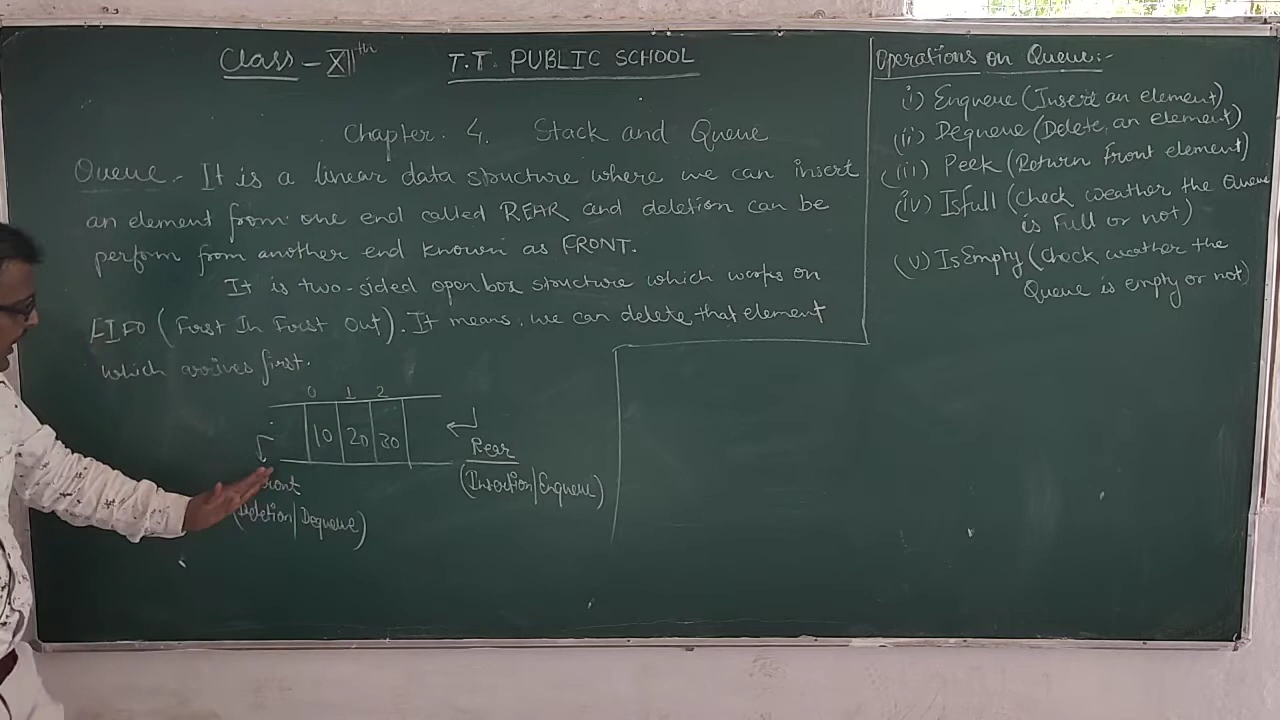 Class - XIIth
T.T. PUBLIC SCHOOL
Chapter. 4. Stack and Queue
Queue:- It is a linear data structure where we can insert
an element from one end called REAR and deletion can be
perform from another end known as FRONT.
It is two-sided open box structure which works on
FIFO (First In First Out). It means, we can delete that element
which arrives first.
0 1 2
10 20 30
Rear
(Insertion/Enqueue)
ront
(Deletion/Dequeue)
Operations on Queue:-
(i) Enqueue (Insert an element)
(ii) Dequeue (Delete, an element)
(iii) Peek (Return front element)
(iv) Isfull (Check weather the Queue
is Full or not)
(v) IsEmpty (Check weather the
Queue is empty or not)